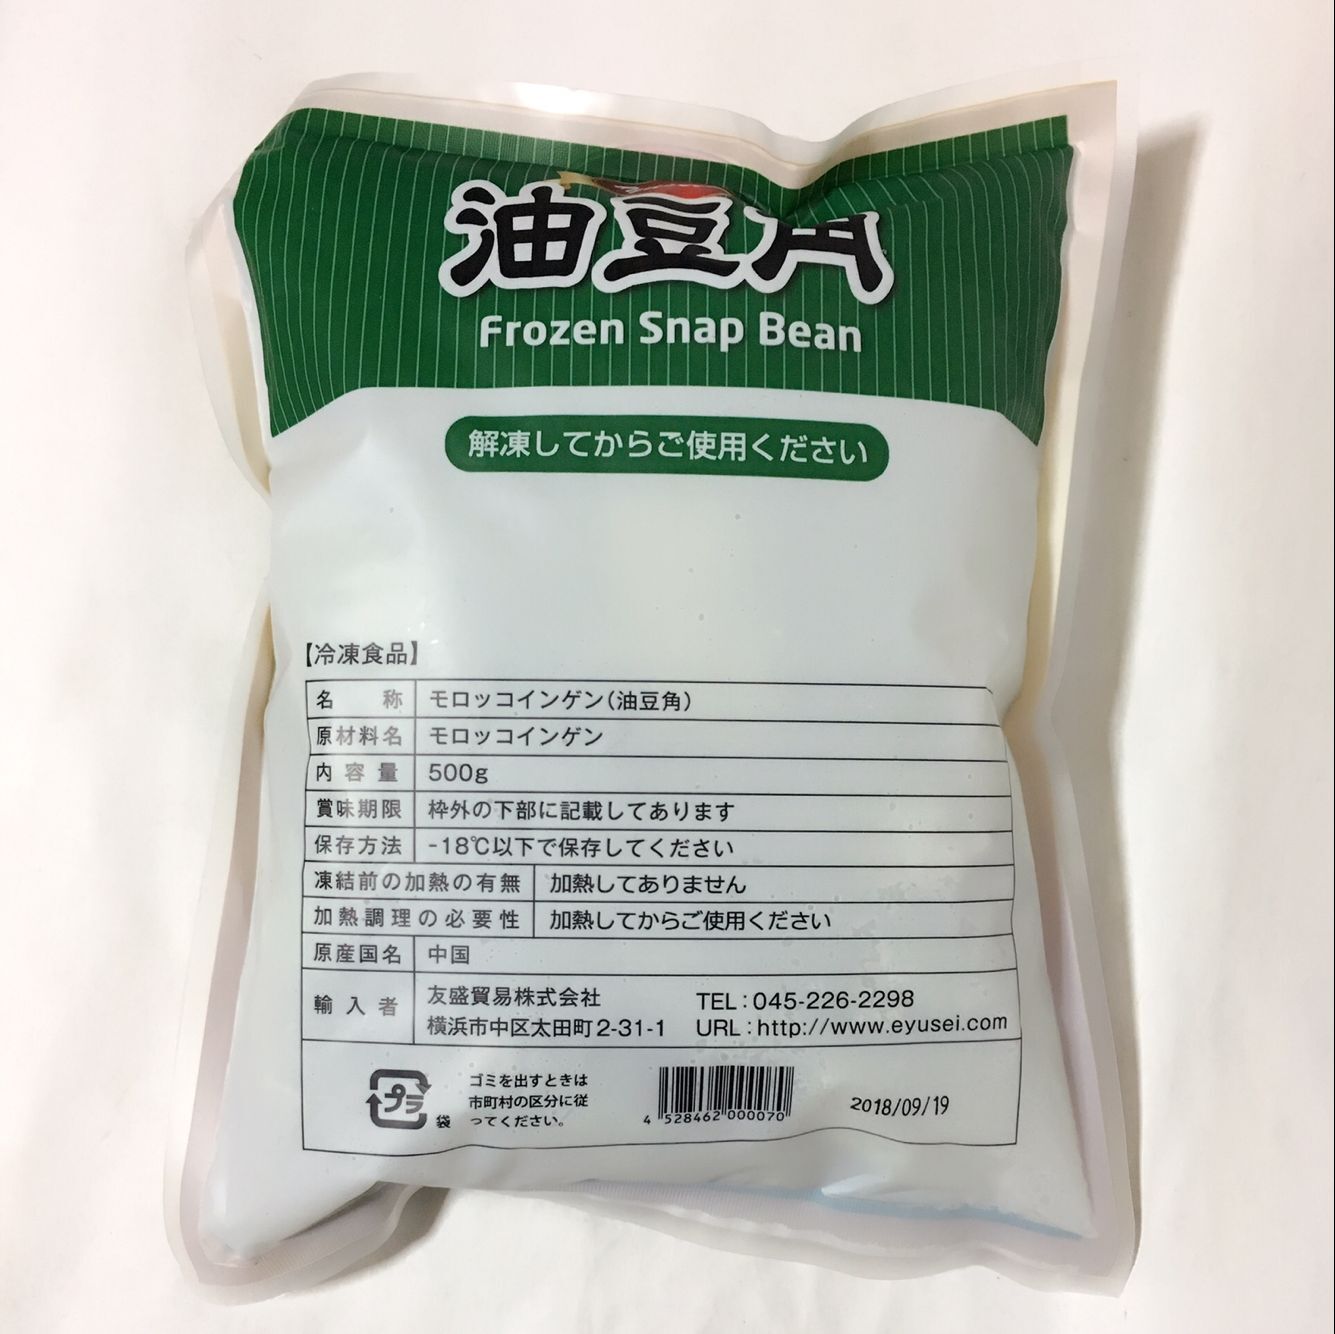 油豆角
Frozen Snap Bean
解凍してからご使用ください
【冷凍食品】
名称 モロッコインゲン(油豆角)
原材料名 モロッコインゲン
内容量 500g
賞味期限 枠外の下部に記載してあります
保存方法 -18℃以下で保存してください
凍結前の加熱の有無 加熱してありません
加熱調理の必要性 加熱してからご使用ください
原産国名 中国
輸入者 友盛貿易株式会社 TEL:045-226-2298
横浜市中区太田町2-31-1 URL:http://www.eyusei.com
プラ 袋
ゴミを出すときは
市町村の区分に従
ってください。
4 528462 000070
2018/09/19